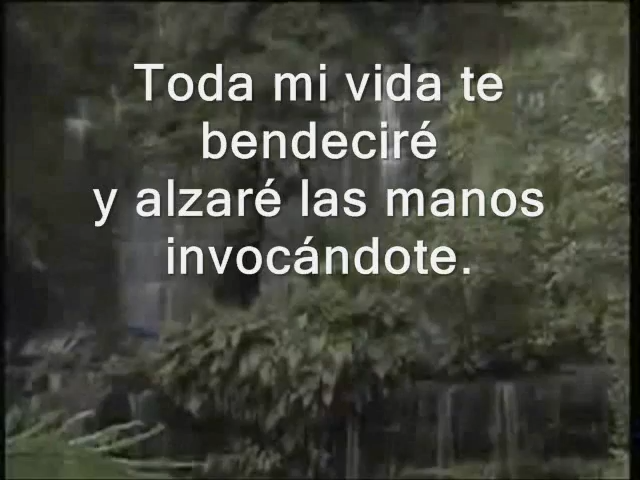 Toda mi vida te
bendeciré
y alzaré las manos
invocándote.